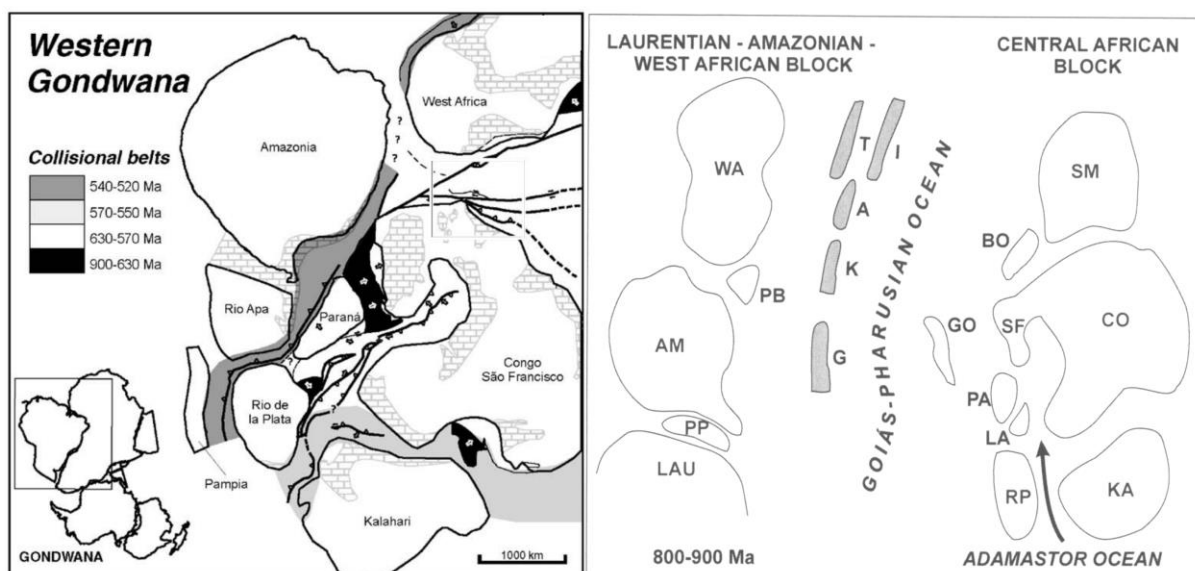 Western
Gondwana
Collisional belts
540-520 Ma
570-550 Ma
630-570 Ma
900-630 Ma
Amazonia
West Africa
?
?
?
Rio Apa
Paraná
?
Congo
São Francisco
Rio de
la Plata
?
Pampia
Kalahari
GONDWANA
1000 km
LAURENTIAN - AMAZONIAN -
WEST AFRICAN BLOCK
CENTRAL AFRICAN
BLOCK
WA
T
I
A
K
PB
AM
G
PP
LAU
GOIÁS-PHARUSIAN OCEAN
SM
BO
GO
SF
CO
PA
LA
RP
KA
800-900 Ma
ADAMASTOR OCEAN